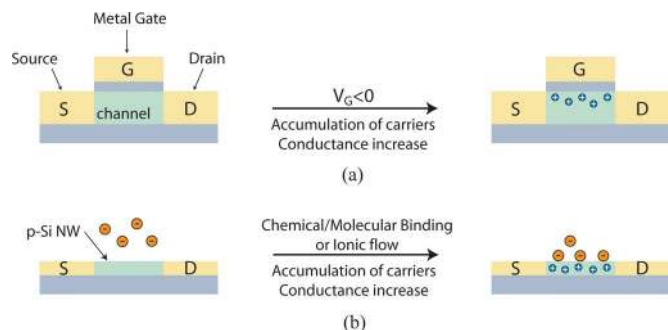 Metal Gate
Source
Drain
G
S
channel
D
V_G<0
Accumulation of carriers
Conductance increase
G
S
D
(a)
p-Si NW
S
D
Chemical/Molecular Binding
or Ionic flow
Accumulation of carriers
Conductance increase
S
D
(b)